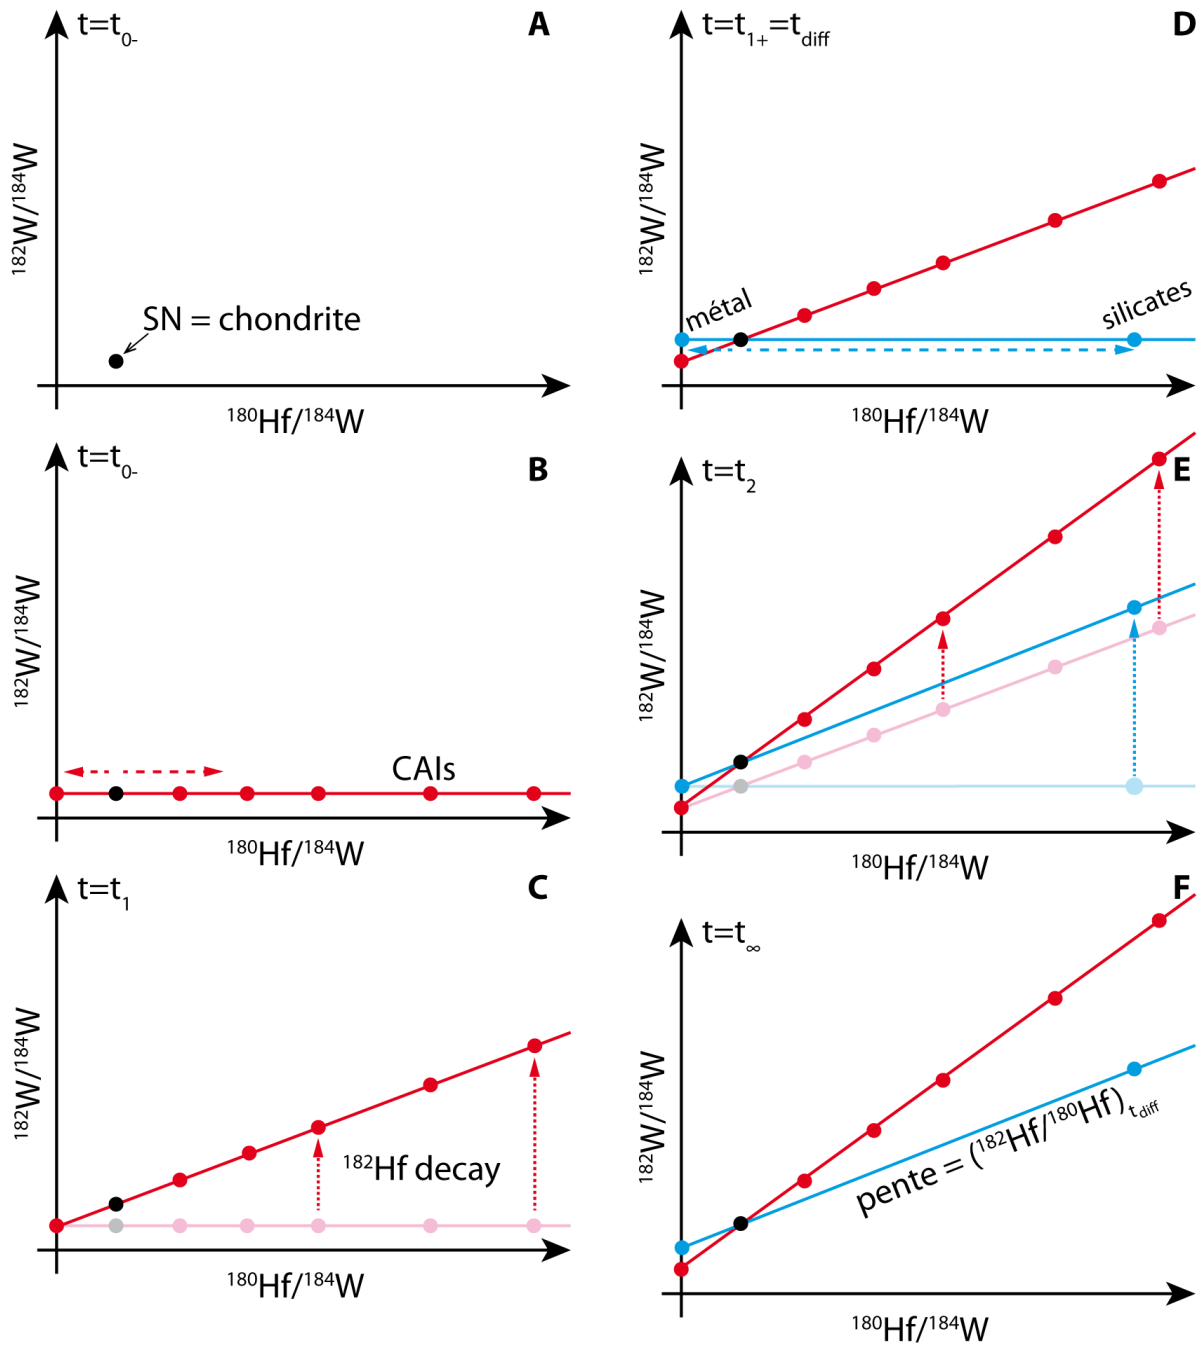 t=t0-
A
182W/184W
SN = chondrite
180Hf/184W
t=t0-
B
182W/184W
CAIs
180Hf/184W
t=t1
C
182W/184W
182Hf decay
180Hf/184W
t=t1+=tdiff
D
182W/184W
métal
silicates
180Hf/184W
t=t2
E
182W/184W
180Hf/184W
t=t∞
F
182W/184W
pente = (182Hf/180Hf)tdiff
180Hf/184W